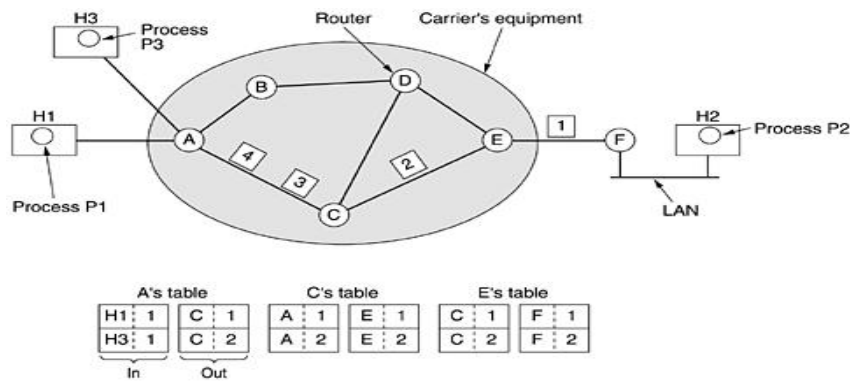 H3
Process
P3
Router
Carrier's equipment
B
D
H1
A
4
3
2
E
1
F
H2
Process P2
Process P1
C
LAN
A's table
C's table
E's table
H1 1 C 1 A 1 E 1 C 1 F 1
H3 1 C 2 A 2 E 2 C 2 F 2
In Out